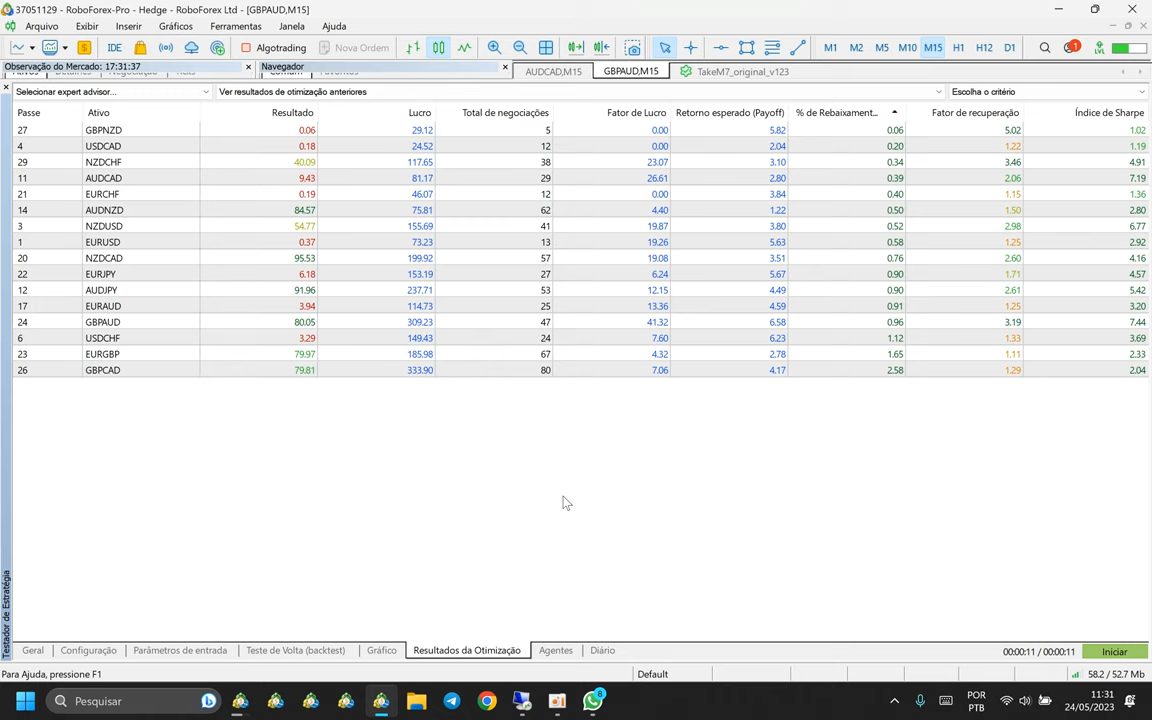 37051129 - RoboForex-Pro - Hedge - RoboForex Ltd - [GBPAUD,M15]
Arquivo Exibir Inserir Gráficos Ferramentas Janela Ajuda
IDE Algotrading Nova Ordem M1 M2 M5 M10 M15 H1 H12 D1 1 LVL
Observação do Mercado: 17:31:37 Navegador
AUDCAD,M15 GBPAUD,M15 TakeM7_original_v123
Selecionar expert advisor... Ver resultados de otimização anteriores Escolha o critério
Passe Ativo Resultado Lucro Total de negociações Fator de Lucro Retorno esperado (Payoff) % de Rebaixament... Fator de recuperação Índice de Sharpe
27 GBPNZD 0.06 29.12 5 0.00 5.82 0.06 5.02 1.02
4 USDCAD 0.18 24.52 12 0.00 2.04 0.20 1.22 1.19
29 NZDCHF 40.09 117.65 38 23.07 3.10 0.34 3.46 4.91
11 AUDCAD 9.43 81.17 29 26.61 2.80 0.39 2.06 7.19
21 EURCHF 0.19 46.07 12 0.00 3.84 0.40 1.15 1.36
14 AUDNZD 84.57 75.81 62 4.40 1.22 0.50 1.50 2.80
3 NZDUSD 54.77 155.69 41 19.87 3.80 0.52 2.98 6.77
1 EURUSD 0.37 73.23 13 19.26 5.63 0.58 1.25 2.92
20 NZDCAD 95.53 199.92 57 19.08 3.51 0.76 2.60 4.16
22 EURJPY 6.18 153.19 27 6.24 5.67 0.90 1.71 4.57
12 AUDJPY 91.96 237.71 53 12.15 4.49 0.90 2.61 5.42
17 EURAUD 3.94 114.73 25 13.36 4.59 0.91 1.25 3.20
24 GBPAUD 80.05 309.23 47 41.32 6.58 0.96 3.19 7.44
6 USDCHF 3.29 149.43 24 7.60 6.23 1.12 1.33 3.69
23 EURGBP 79.97 185.98 67 4.32 2.78 1.65 1.11 2.33
26 GBPCAD 79.81 333.90 80 7.06 4.17 2.58 1.29 2.04
Testador de Estratégia
Geral Configuração Parâmetros de entrada Teste de Volta (backtest) Gráfico Resultados da Otimização Agentes Diário 00:00:11 / 00:00:11 Iniciar
Para Ajuda, pressione F1 Default 58.2 / 52.7 Mb
Pesquisar 8 POR PTB 11:31 24/05/2023